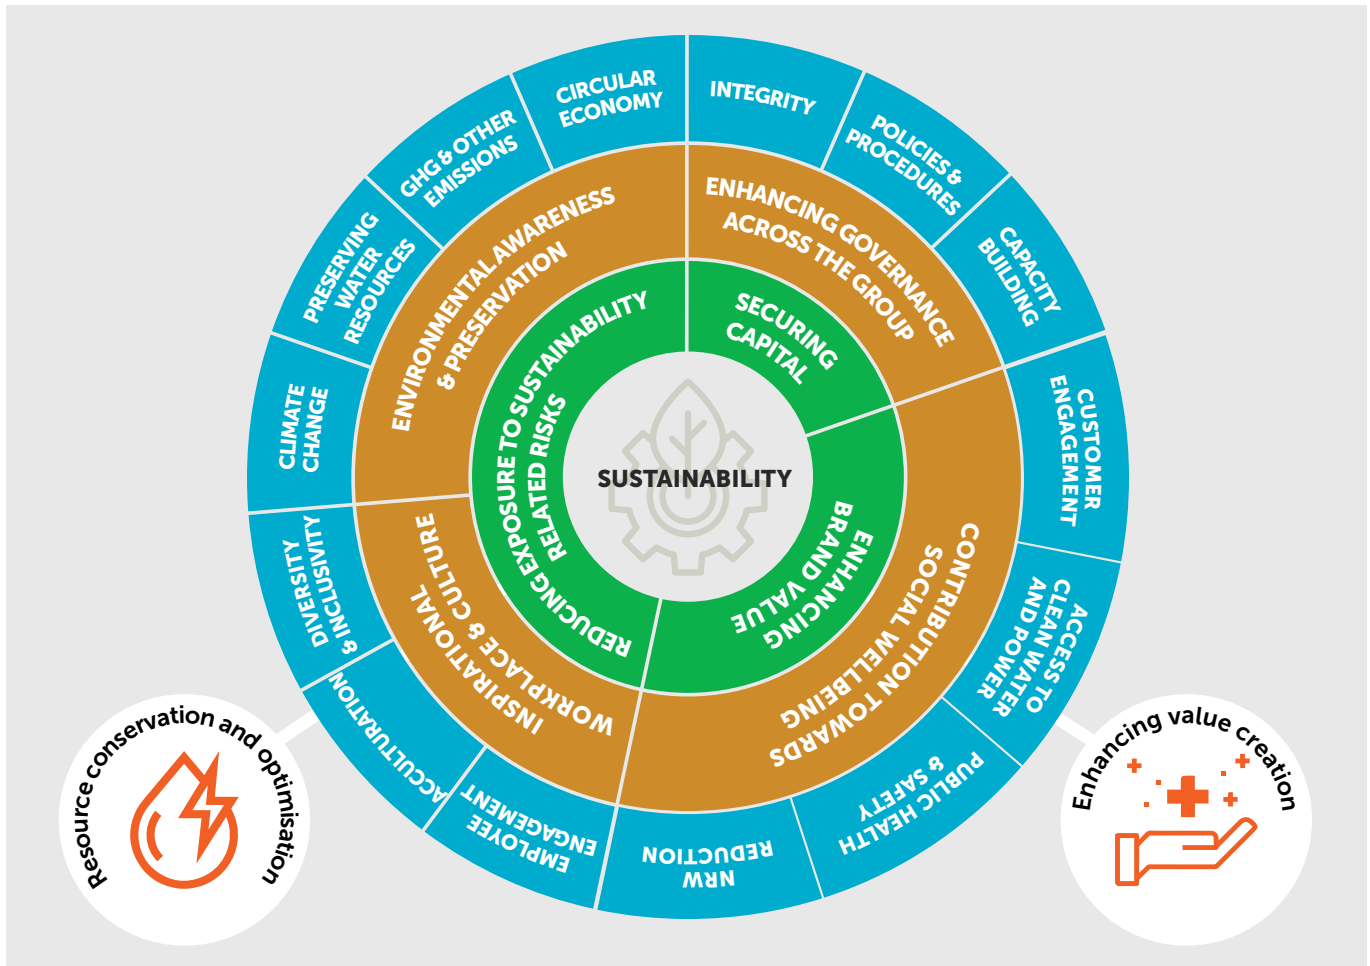 SUSTAINABILITY
SECURING
CAPITAL
ENHANCING
BRAND VALUE
REDUCING EXPOSURE TO SUSTAINABILITY
RELATED RISKS
ENHANCING GOVERNANCE
ACROSS THE GROUP
CONTRIBUTION TOWARDS
SOCIAL WELLBEING
INSPIRATIONAL
WORKPLACE & CULTURE
ENVIRONMENTAL AWARENESS
& PRESERVATION
INTEGRITY
POLICIES &
PROCEDURES
CAPACITY
BUILDING
CUSTOMER
ENGAGEMENT
ACCESS TO
CLEAN WATER
AND POWER
PUBLIC HEALTH
& SAFETY
NRW
REDUCTION
EMPLOYEE
ENGAGEMENT
ACCULTURATION
DIVERSITY
& INCLUSIVITY
CLIMATE
CHANGE
PRESERVING
WATER
RESOURCES
GHG & OTHER
EMISSIONS
CIRCULAR
ECONOMY
Resource conservation and optimisation
Enhancing value creation